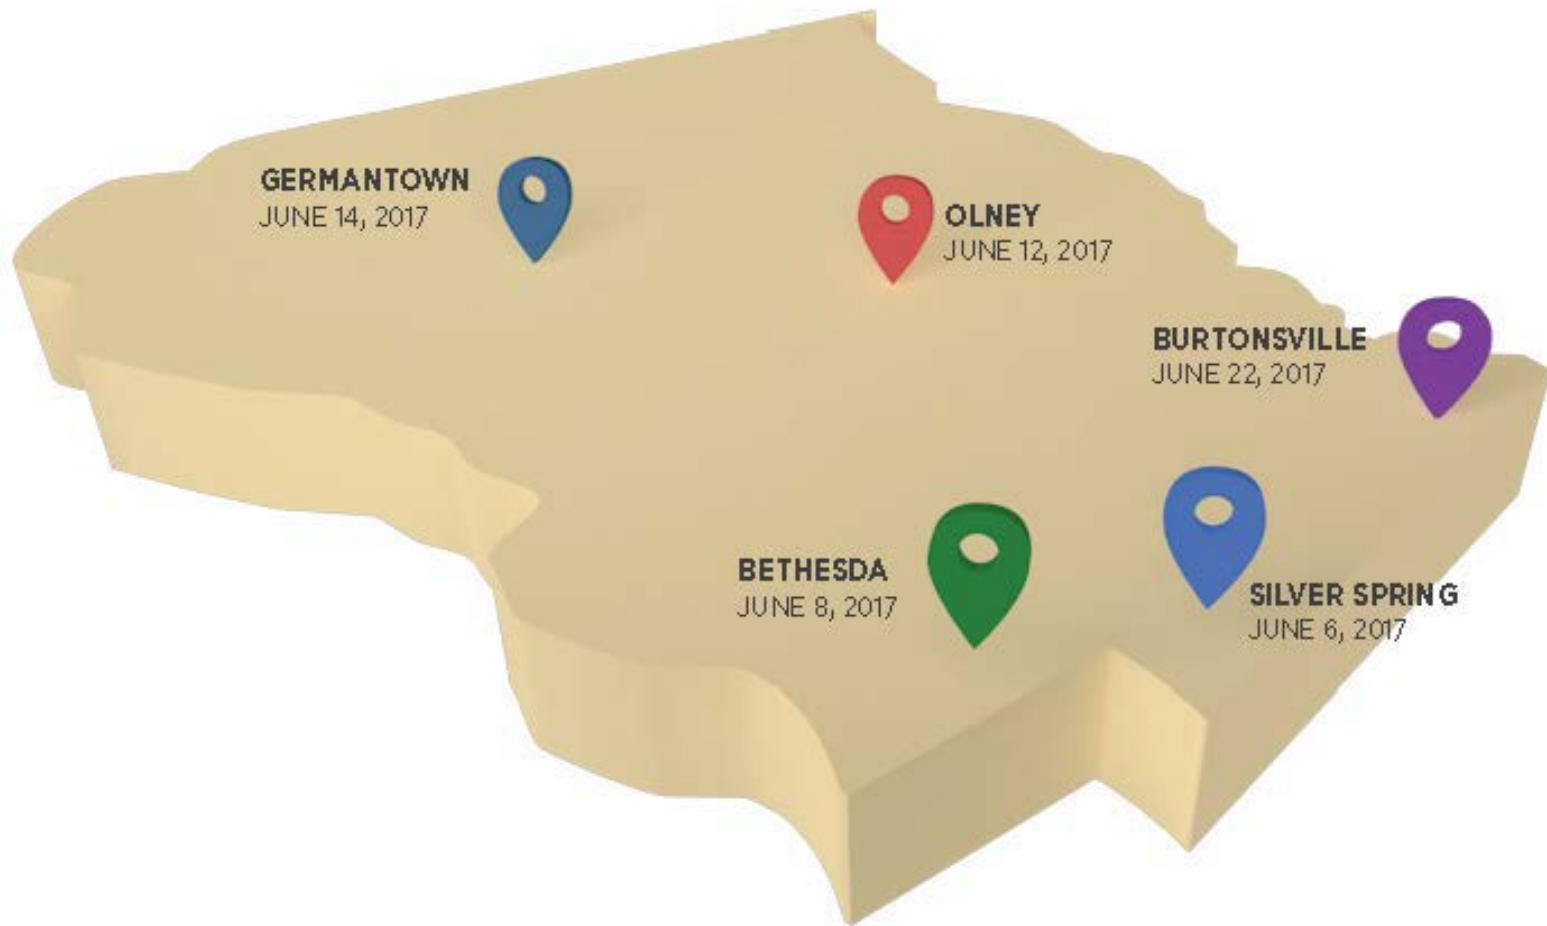 GERMANTOWN
JUNE 14, 2017
OLNEY
JUNE 12, 2017
BURTONSVILLE
JUNE 22, 2017
BETHESDA
JUNE 8, 2017
SILVER SPRING
JUNE 6, 2017